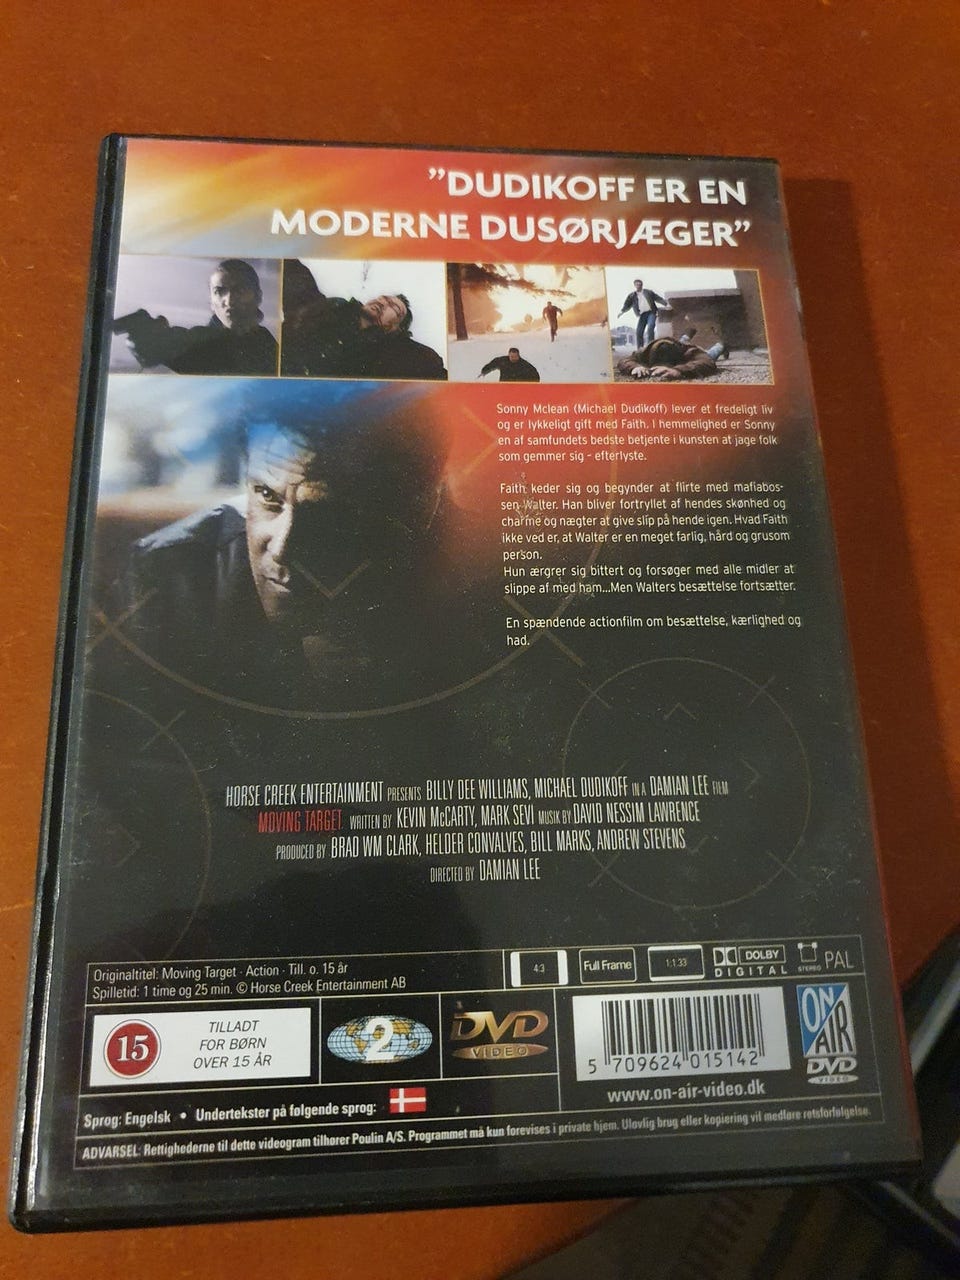 ”DUDIKOFF ER EN
MODERNE DUSØRJÆGER”
Sonny Mclean (Michael Dudikoff) lever et fredeligt liv
og er lykkeligt gift med Faith. I hemmelighed er Sonny
en af samfundets bedste betjente i kunsten at jage folk
som gemmer sig - efterlyste.
Faith keder sig og begynder at flirte med mafiabos-
sen Walter. Han bliver fortryllet af hendes skønhed og
charme og nægter at give slip på hende igen. Hvad Faith
ikke ved er, at Walter er en meget farlig, hård og grusom
person.
Hun ærgrer sig bittert og forsøger med alle midler at
slippe af med ham...Men Walters besættelse fortsætter.
En spændende actionfilm om besættelse, kærlighed og
had.
HORSE CREEK ENTERTAINMENT PRESENTS BILLY DEE WILLIAMS, MICHAEL DUDIKOFF IN A DAMIAN LEE FILM
MOVING TARGET WRITTEN BY KEVIN McCARTY, MARK SEVI MUSIK BY DAVID NESSIM LAWRENCE
PRODUCED BY BRAD WM CLARK, HELDER CONVALVES, BILL MARKS, ANDREW STEVENS
DIRECTED BY DAMIAN LEE
Originaltitel: Moving Target · Action · Till. o. 15 år
Spilletid: 1 time og 25 min. © Horse Creek Entertainment AB
4:3
Full Frame
1:1.33
DOLBY
DIGITAL
STEREO
PAL
15
TILLADT
FOR BØRN
OVER 15 ÅR
2
DVD
VIDEO
5 709624 015142
www.on-air-video.dk
ON
AIR
DVD
VIDEO
Sprog: Engelsk • Undertekster på følgende sprog:
ADVARSEL: Rettighederne til dette videogram tilhører Poulin A/S. Programmet må kun forevises i private hjem. Ulovlig brug eller kopiering vil medføre retsforfølgelse.